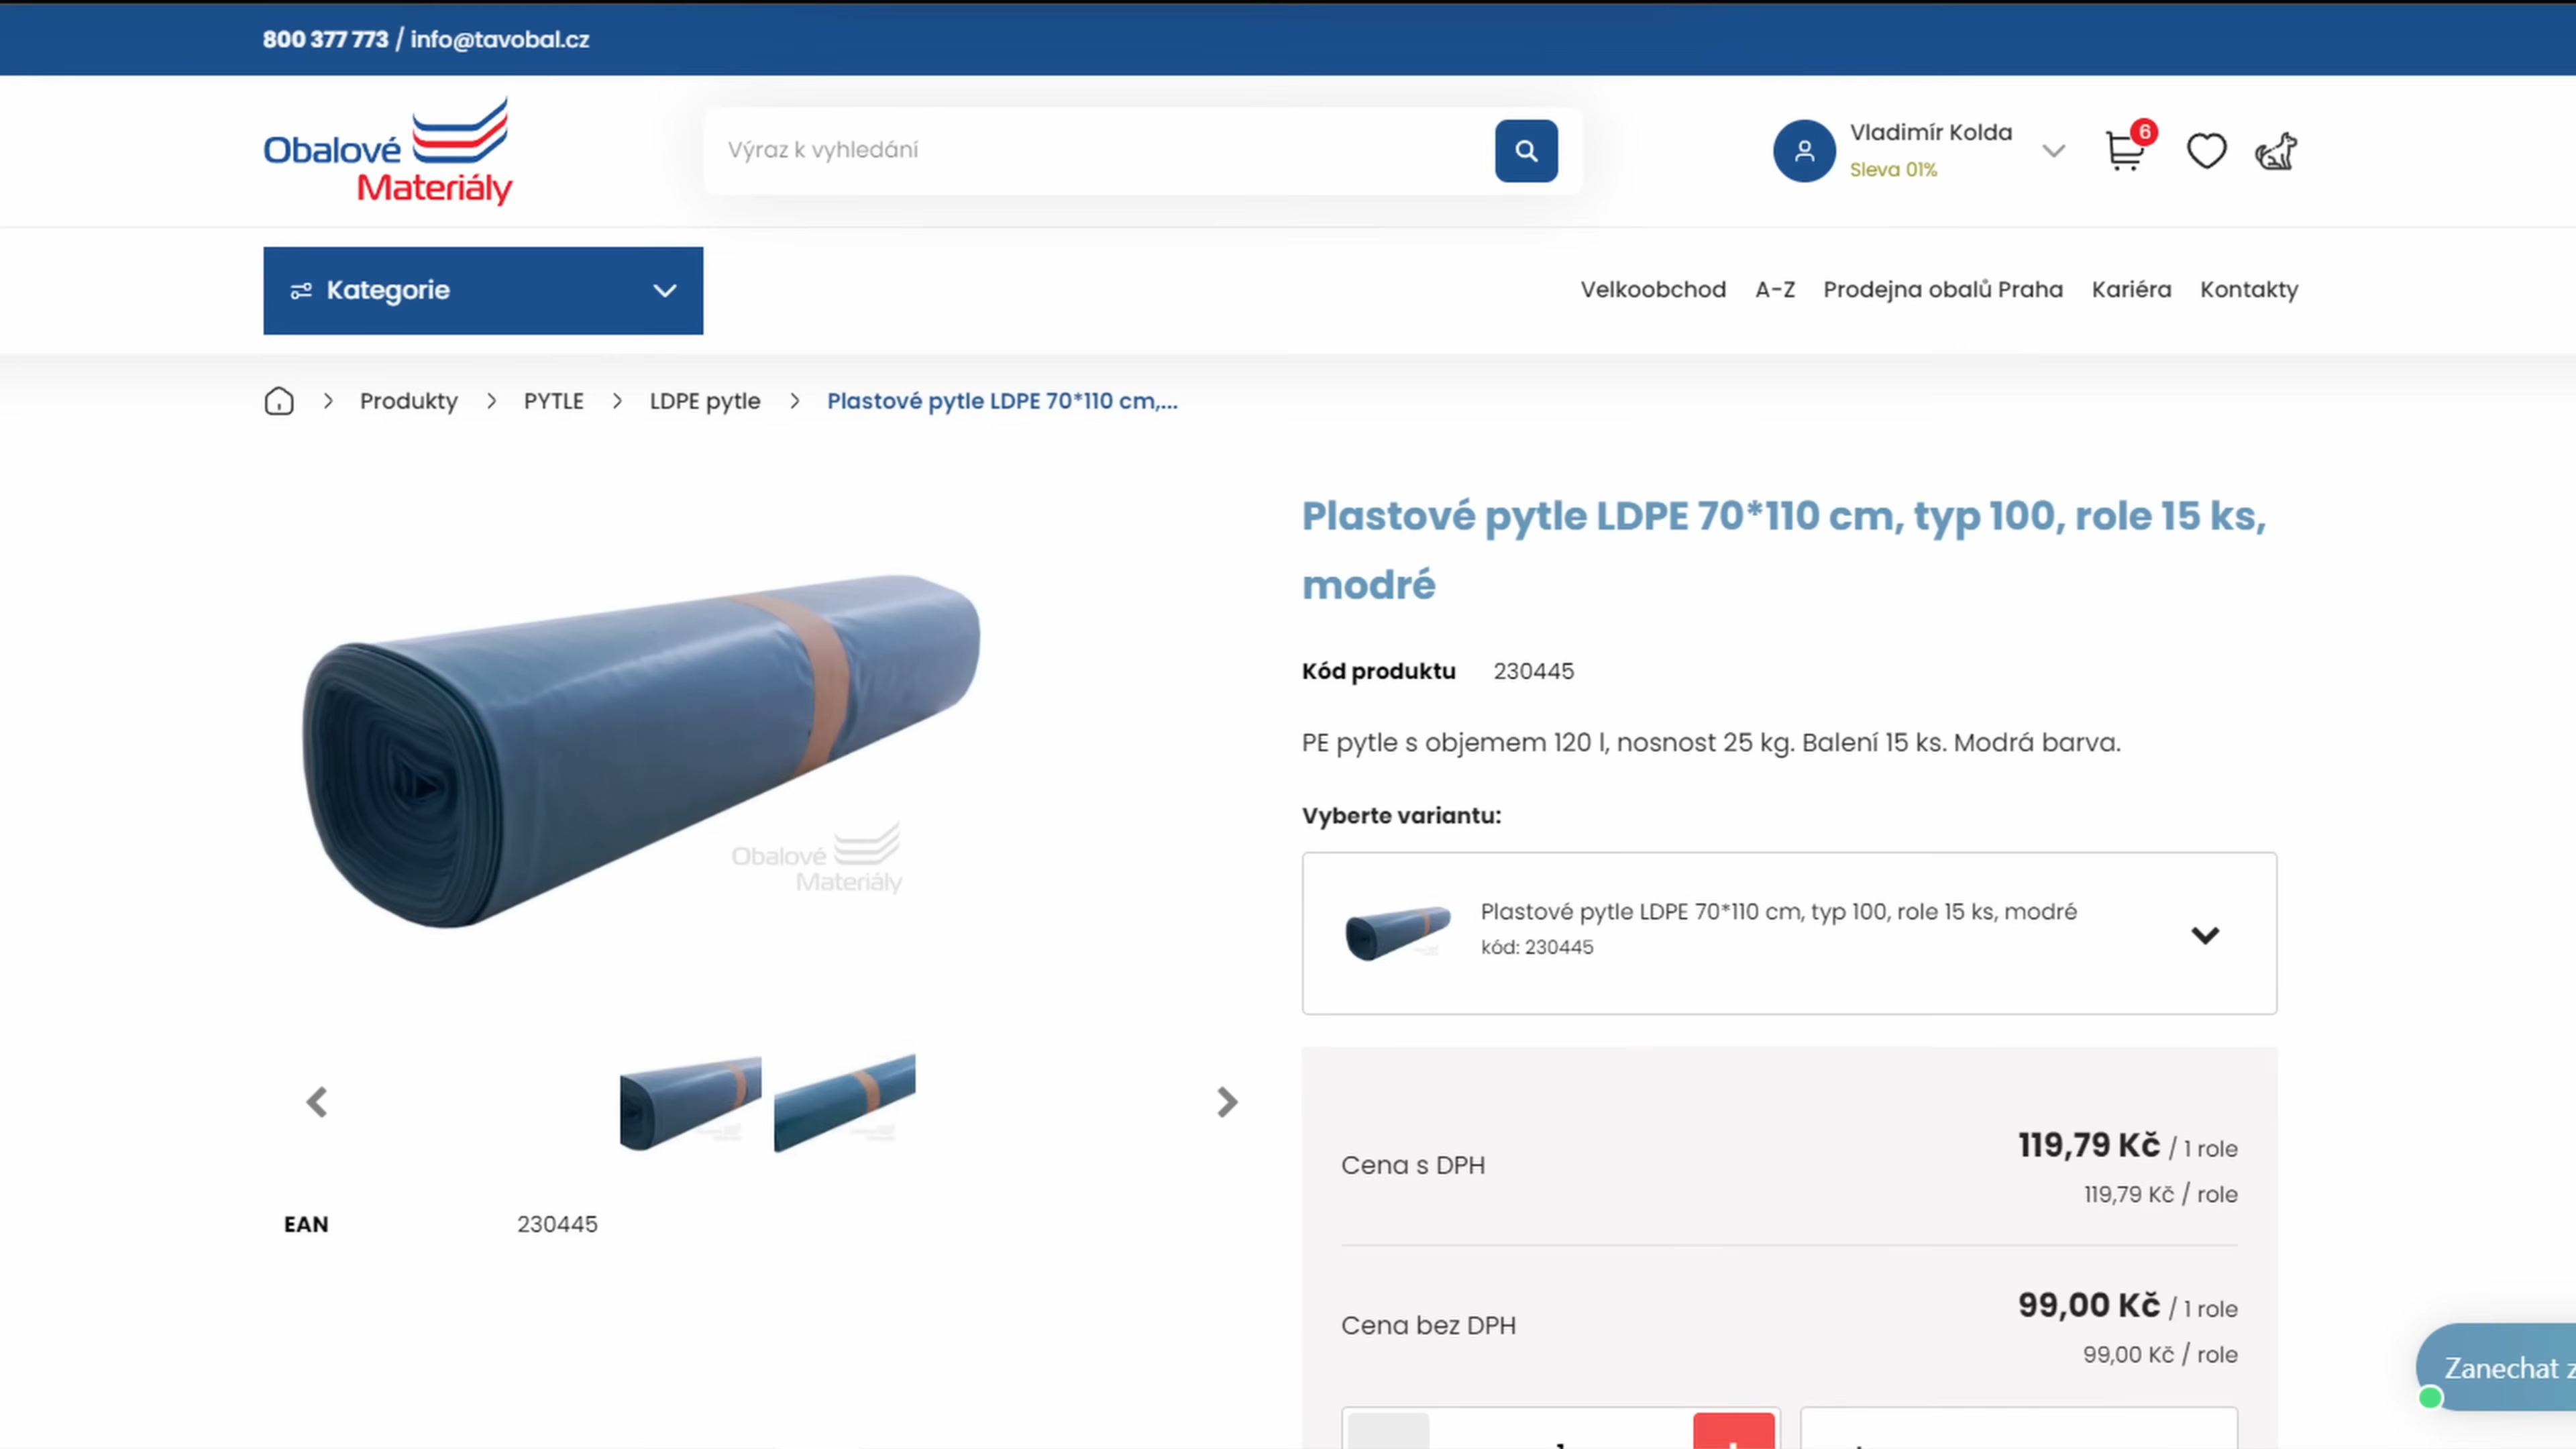 800 377 773 / info@tavobal.cz
Obalové
Materiály
Výraz k vyhledání
Vladimír Kolda
Sleva 01%
6
Kategorie
Velkoobchod A-Z Prodejna obalů Praha Kariéra Kontakty
Produkty PYTLE LDPE pytle Plastové pytle LDPE 70*110 cm,...
Plastové pytle LDPE 70*110 cm, typ 100, role 15 ks,
modré
Kód produktu 230445
PE pytle s objemem 120 l, nosnost 25 kg. Balení 15 ks. Modrá barva.
Vyberte variantu:
Obalové
Materiály
Plastové pytle LDPE 70*110 cm, typ 100, role 15 ks, modré
kód: 230445
Cena s DPH
119,79 Kč / 1 role
119,79 Kč / role
EAN 230445
Cena bez DPH
99,00 Kč / 1 role
99,00 Kč / role
Zanechat